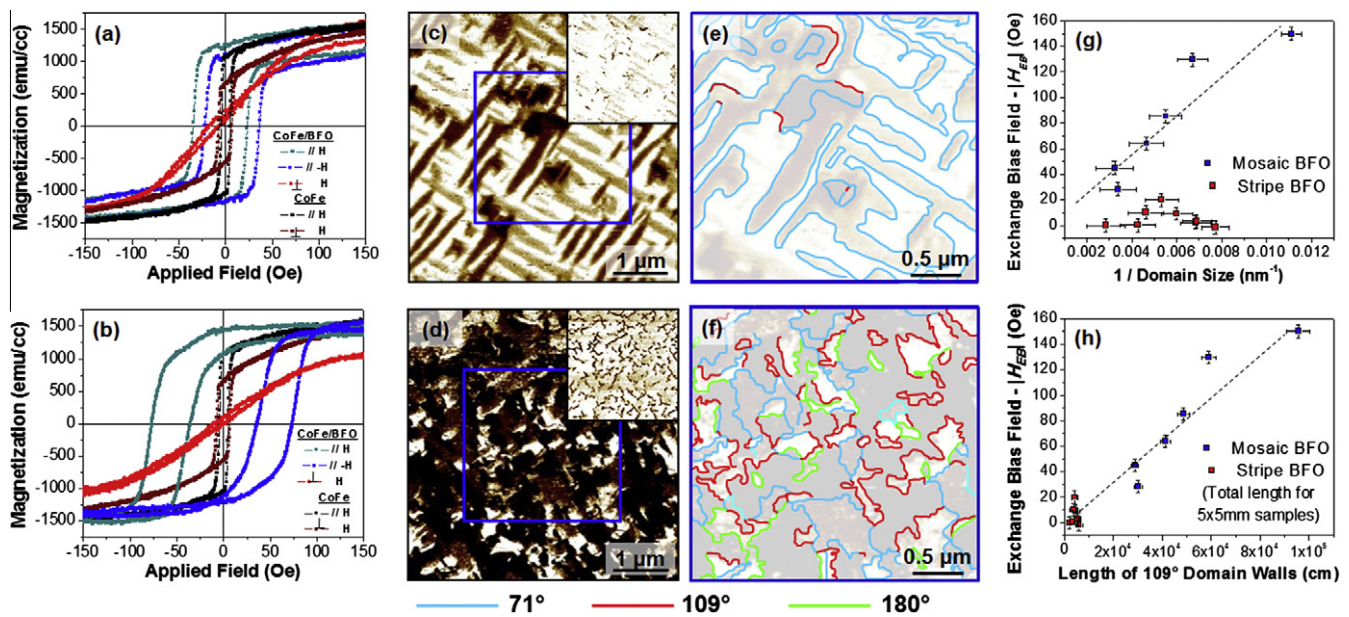 (a)
Magnetization (emu/cc)
1500
1000
500
0
-500
-1000
-1500
-150
-100
-50
0
50
100
150
Applied Field (Oe)
CoFe/BFO
// H
// -H
⊥ H
CoFe
// H
⊥ H
(b)
Magnetization (emu/cc)
1500
1000
500
0
-500
-1000
-1500
-150
-100
-50
0
50
100
150
Applied Field (Oe)
CoFe/BFO
// H
// -H
⊥ H
CoFe
// H
⊥ H
(c)
1 µm
(d)
1 µm
(e)
0.5 µm
(f)
0.5 µm
71°
109°
180°
(g)
Exchange Bias Field - |H_EB| (Oe)
160
140
120
100
80
60
40
20
0
0.002
0.004
0.006
0.008
0.010
0.012
1 / Domain Size (nm⁻¹)
Mosaic BFO
Stripe BFO
(h)
Exchange Bias Field - |H_EB| (Oe)
160
140
120
100
80
60
40
20
0
0
2x10⁴
4x10⁴
6x10⁴
8x10⁴
1x10⁵
Length of 109° Domain Walls (cm)
Mosaic BFO
Stripe BFO
(Total length for
5x5mm samples)